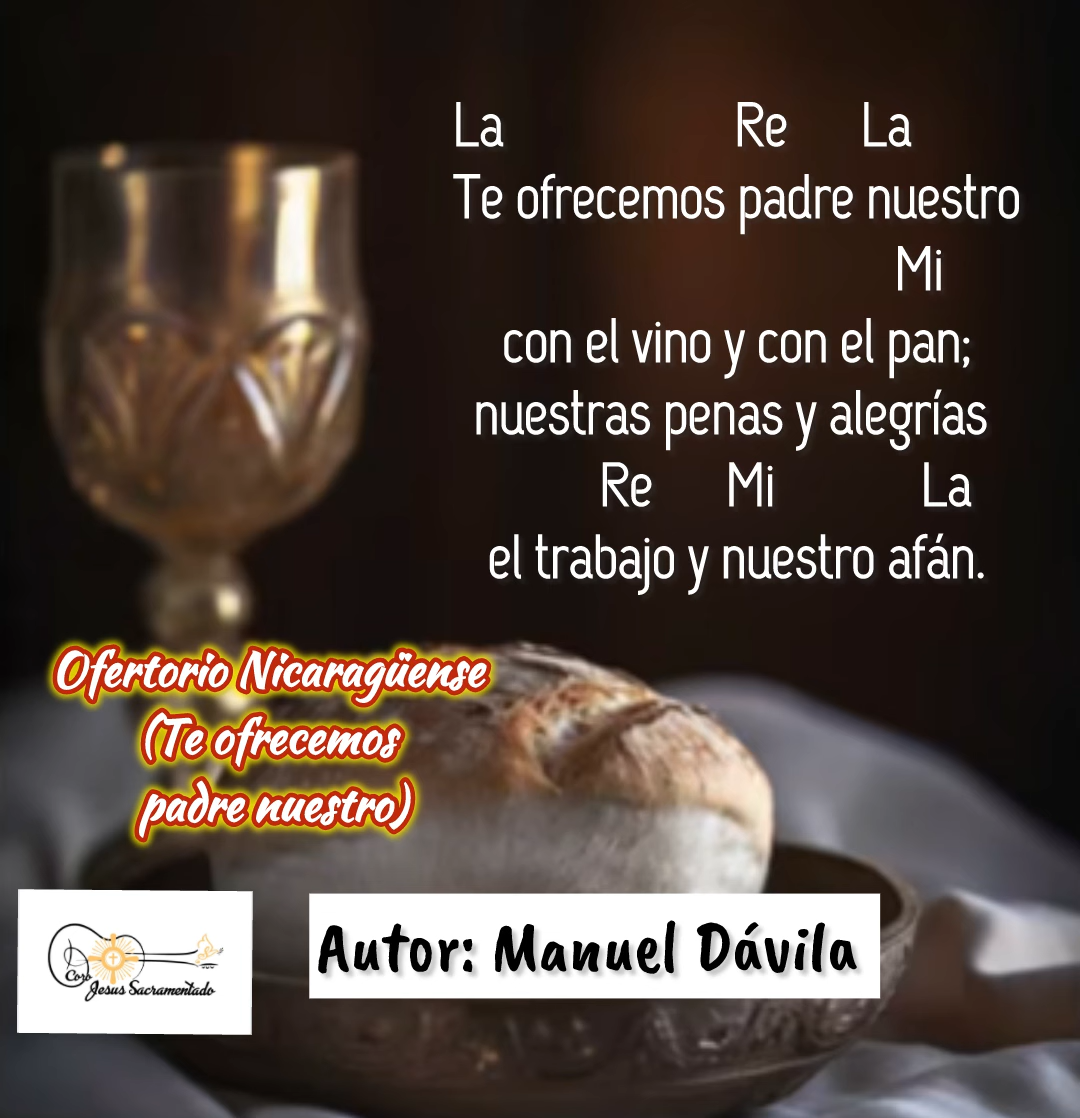 La Re La
Te ofrecemos padre nuestro
Mi
con el vino y con el pan;
nuestras penas y alegrías
Re Mi La
el trabajo y nuestro afán.
Ofertorio Nicaragüense
(Te ofrecemos
padre nuestro)
Coro
Jesus Sacramentado
Autor: Manuel Dávila